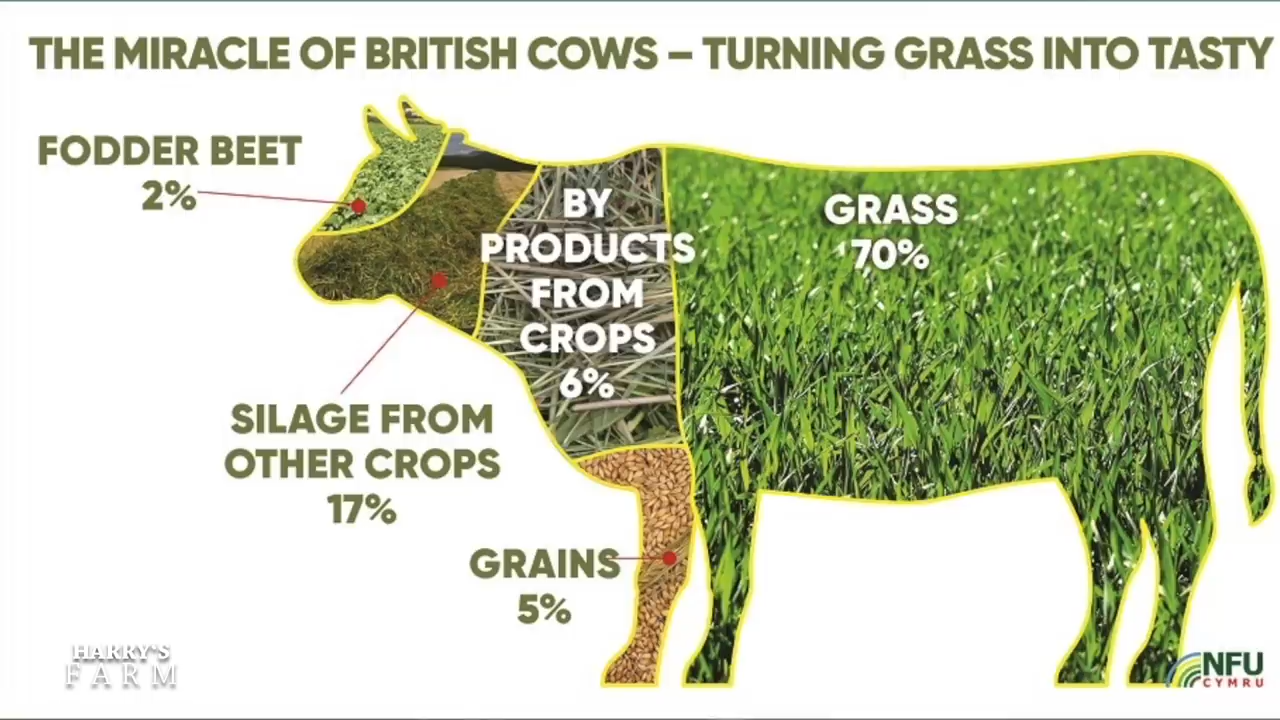 THE MIRACLE OF BRITISH COWS – TURNING GRASS INTO TASTY
FODDER BEET
2%
BY
PRODUCTS
FROM
CROPS
6%
GRASS
70%
SILAGE FROM
OTHER CROPS
17%
GRAINS
5%
HARRY'S
FARM
NFU
CYMRU